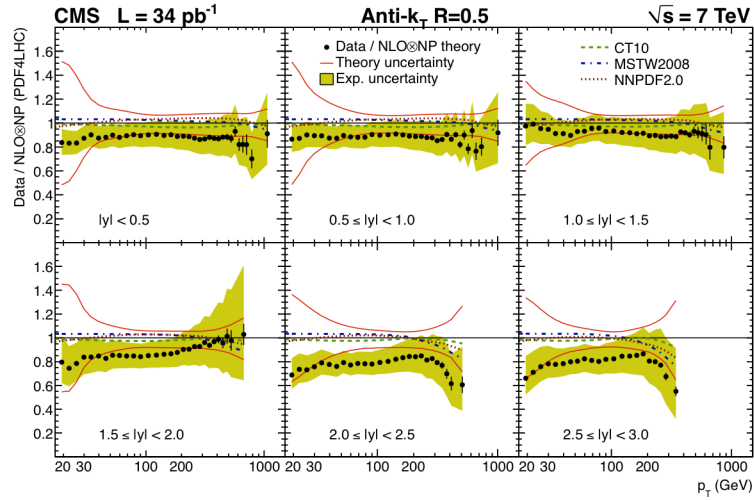 CMS L = 34 pb⁻¹ Anti-k_T R=0.5 √s = 7 TeV
Data / NLO⊗NP (PDF4LHC)
1.6
1.4
1.2
1
0.8
0.6
0.4
0.2
Data / NLO⊗NP theory
Theory uncertainty
Exp. uncertainty
CT10
MSTW2008
NNPDF2.0
|y| < 0.5
0.5 ≤ |y| < 1.0
1.0 ≤ |y| < 1.5
1.6
1.4
1.2
1
0.8
0.6
0.4
0.2
1.5 ≤ |y| < 2.0
2.0 ≤ |y| < 2.5
2.5 ≤ |y| < 3.0
20 30 100 200 1000
20 30 100 200 1000
20 30 100 200 1000
p_T (GeV)